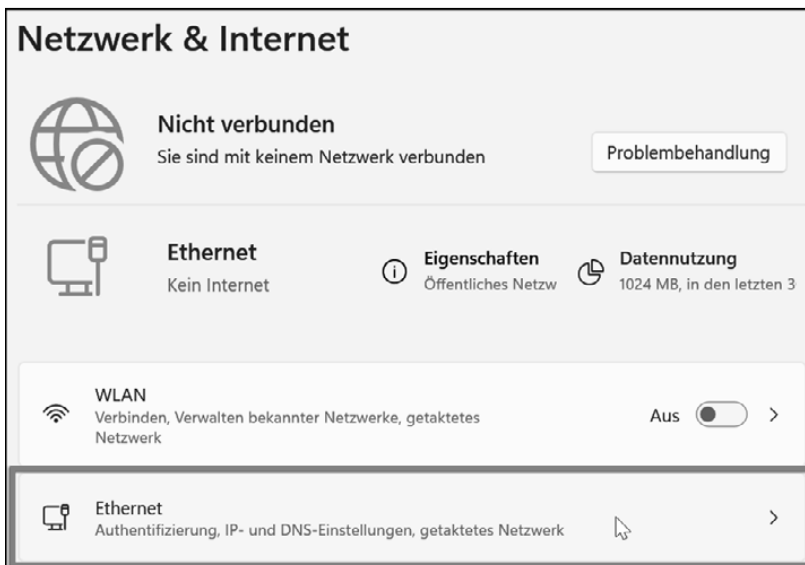 Netzwerk & Internet
Nicht verbunden
Sie sind mit keinem Netzwerk verbunden
Problembehandlung
Ethernet
Kein Internet
Eigenschaften
Öffentliches Netzw
Datennutzung
1024 MB, in den letzten 3
WLAN
Verbinden, Verwalten bekannter Netzwerke, getaktetes
Netzwerk
Aus
Ethernet
Authentifizierung, IP- und DNS-Einstellungen, getaktetes Netzwerk